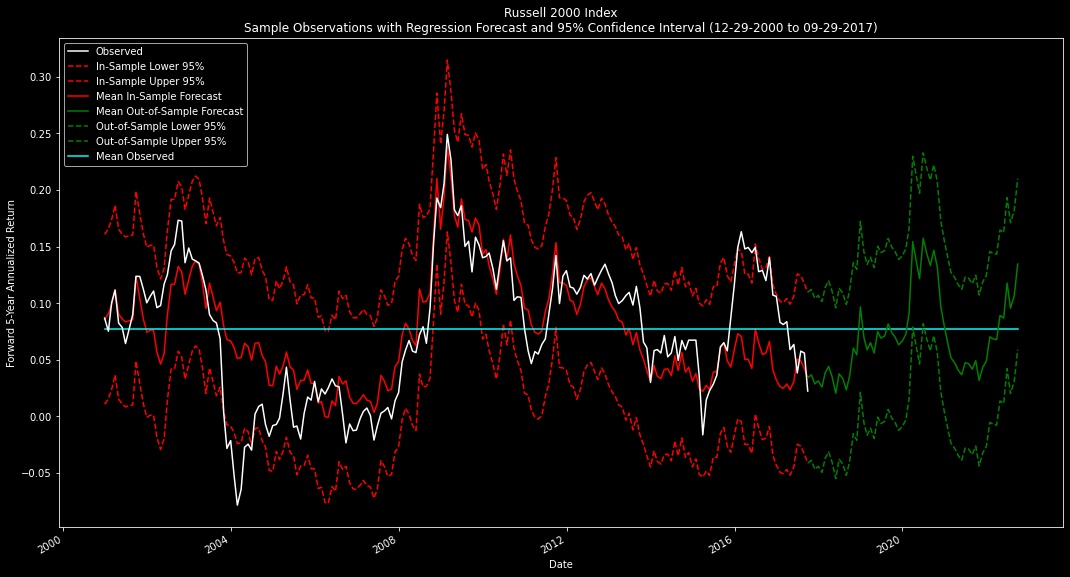 Russell 2000 Index
Sample Observations with Regression Forecast and 95% Confidence Interval (12-29-2000 to 09-29-2017)
Observed
In-Sample Lower 95%
In-Sample Upper 95%
Mean In-Sample Forecast
Mean Out-of-Sample Forecast
Out-of-Sample Lower 95%
Out-of-Sample Upper 95%
Mean Observed
Forward 5-Year Annualized Return
0.30
0.25
0.20
0.15
0.10
0.05
0.00
−0.05
2000
2004
2008
2012
2016
2020
Date